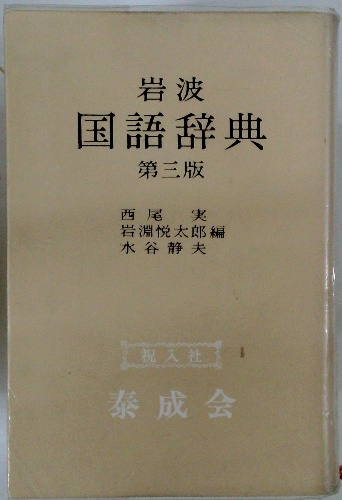 岩波
国語辞典
第三版
西尾 実
岩淵悦太郎編
水谷静夫
祝入社
泰成会